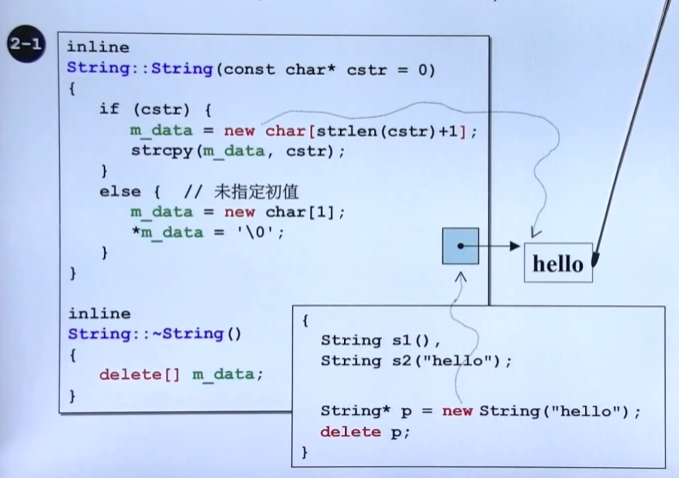 2-1
inline
String::String(const char* cstr = 0)
{
if (cstr) {
m_data = new char[strlen(cstr)+1];
strcpy(m_data, cstr);
}
else { // 未指定初值
m_data = new char[1];
*m_data = '\0';
}
}
hello
inline
String::~String()
{
delete[] m_data;
}
{
String s1(),
String s2("hello");
String* p = new String("hello");
delete p;
}